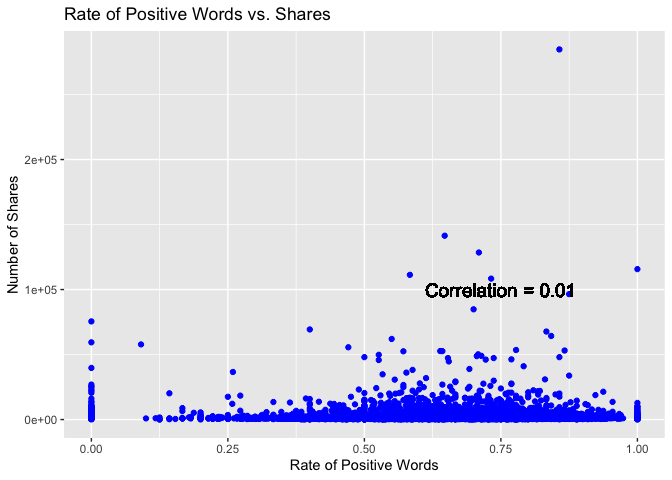 Rate of Positive Words vs. Shares
Number of Shares
2e+05
1e+05
0e+00
Correlation = 0.01
0.00 0.25 0.50 0.75 1.00
Rate of Positive Words